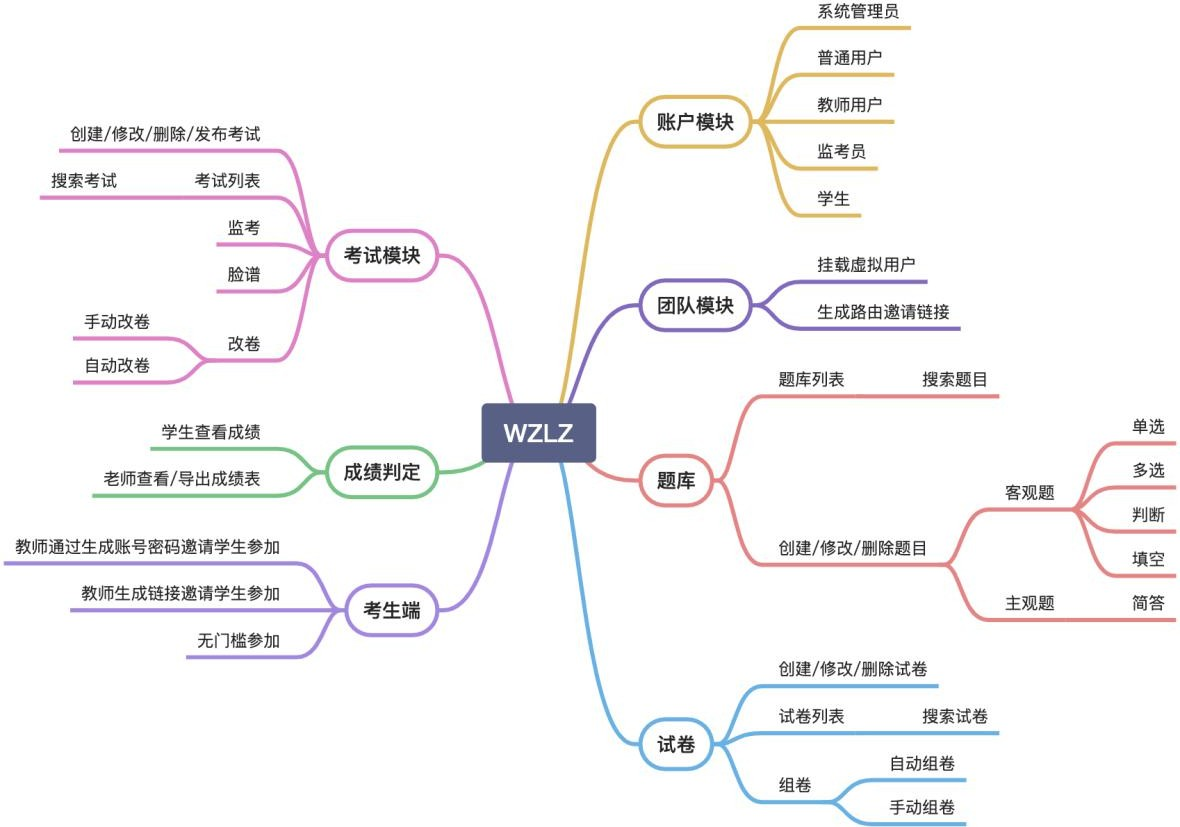 WZLZ
账户模块
系统管理员
普通用户
教师用户
监考员
学生
团队模块
挂载虚拟用户
生成路由邀请链接
题库
题库列表
搜索题目
创建/修改/删除题目
客观题
单选
多选
判断
填空
主观题
简答
试卷
创建/修改/删除试卷
试卷列表
搜索试卷
组卷
自动组卷
手动组卷
考试模块
创建/修改/删除/发布考试
考试列表
搜索考试
监考
脸谱
改卷
手动改卷
自动改卷
成绩判定
学生查看成绩
老师查看/导出成绩表
考生端
教师通过生成账号密码邀请学生参加
教师生成链接邀请学生参加
无门槛参加